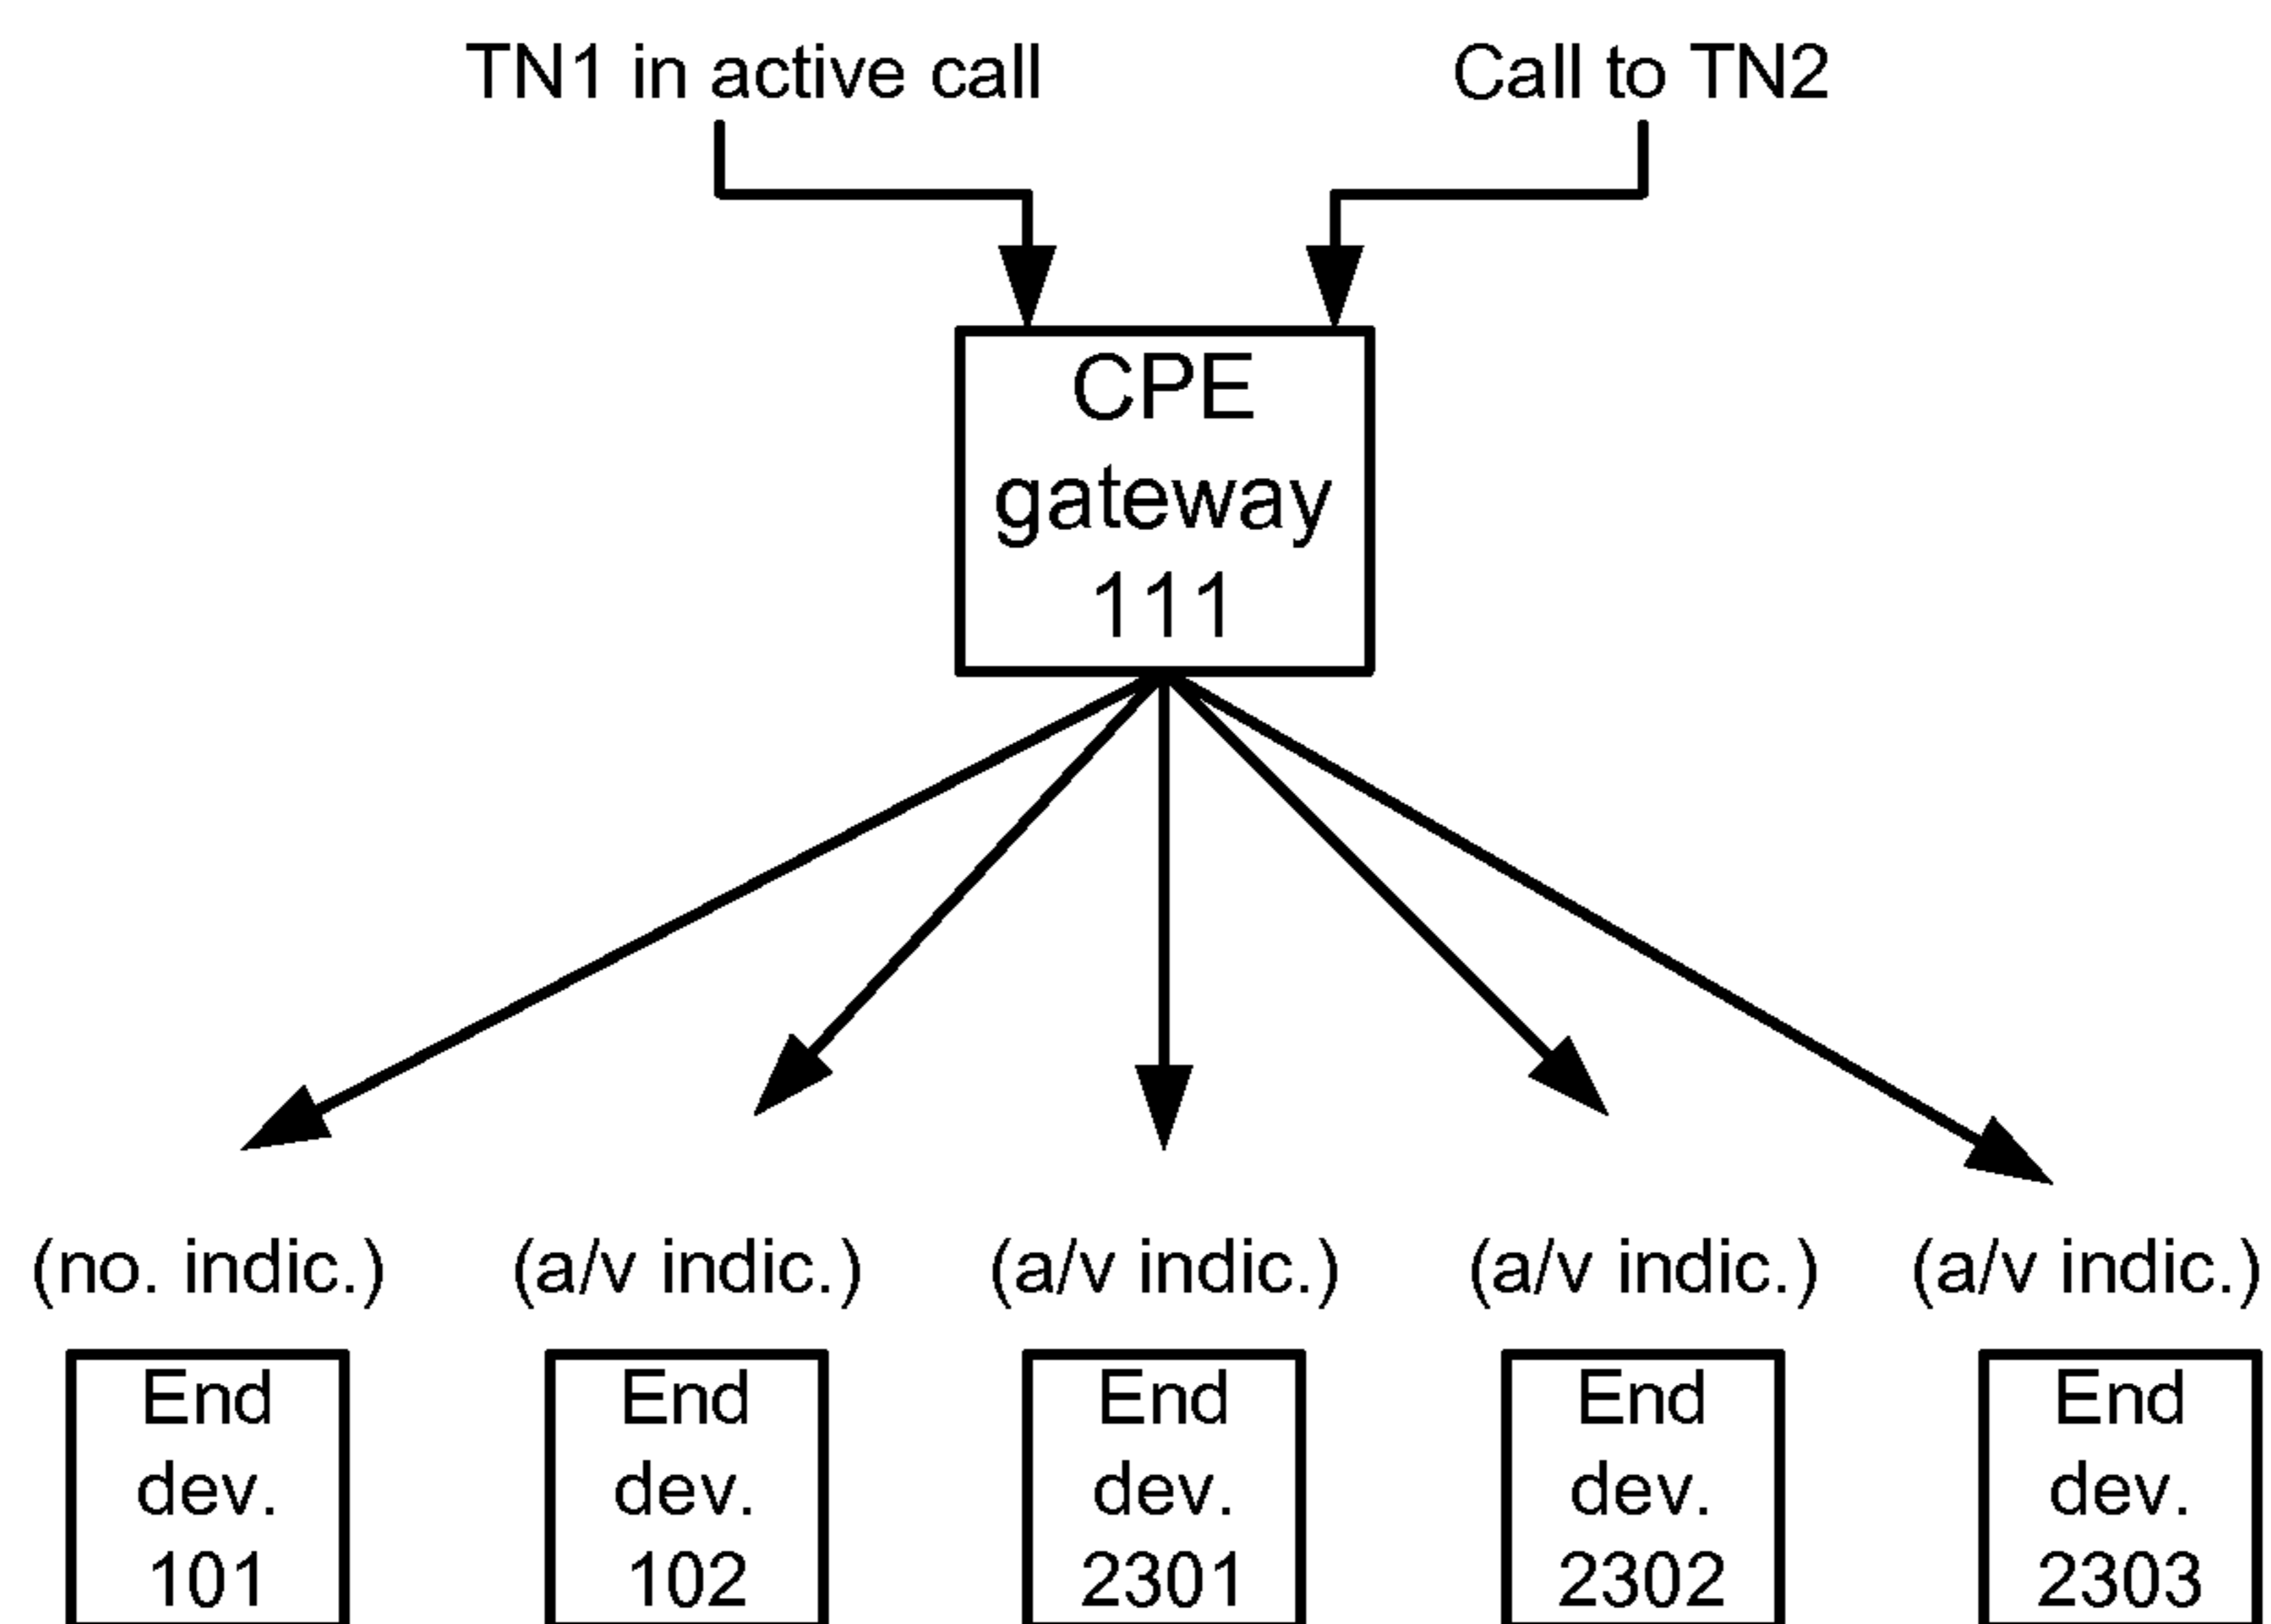 TN1 in active call
Call to TN2
CPE
gateway
111
(no. indic.)
(a/v indic.)
(a/v indic.)
(a/v indic.)
(a/v indic.)
End
dev.
101
End
dev.
102
End
dev.
2301
End
dev.
2302
End
dev.
2303